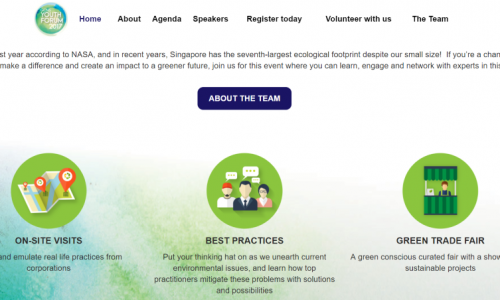 YOUTH
FORUM
Home About Agenda Speakers Register today Volunteer with us The Team
st year according to NASA, and in recent years, Singapore has the seventh-largest ecological footprint despite our small size! If you're a chan
make a difference and create an impact to a greener future, join us for this event where you can learn, engage and network with experts in this
ABOUT THE TEAM
ON-SITE VISITS
and emulate real life practices from
corporations
BEST PRACTICES
Put your thinking hat on as we unearth current
environmental issues, and learn how top
practitioners mitigate these problems with solutions
and possibilities
GREEN TRADE FAIR
A green conscious curated fair with a show
sustainable projects